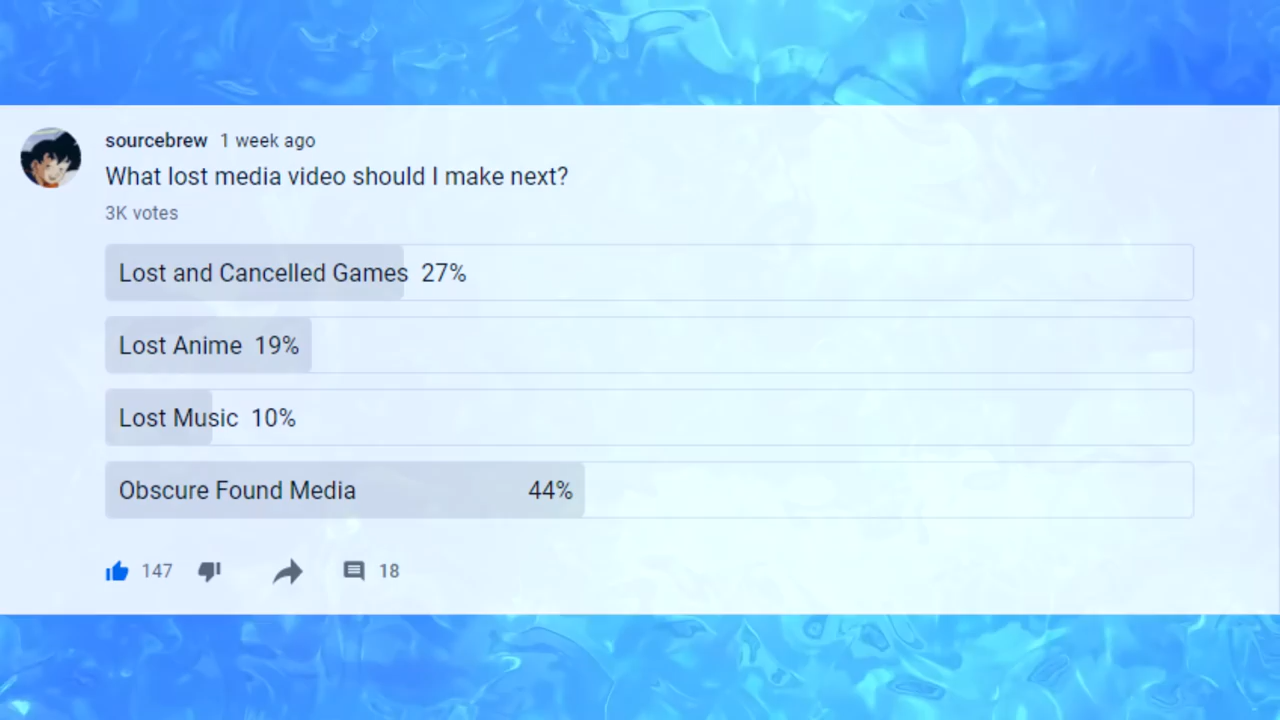 sourcebrew 1 week ago
What lost media video should I make next?
3K votes
Lost and Cancelled Games 27%
Lost Anime 19%
Lost Music 10%
Obscure Found Media 44%
147 18